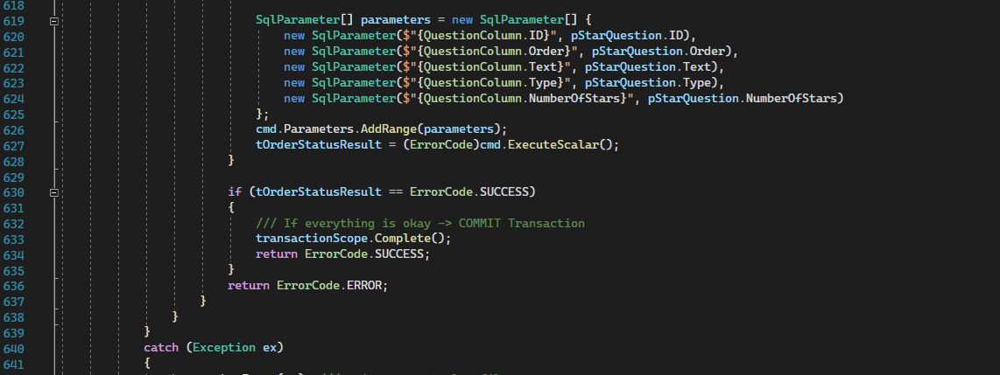 618
619 SqlParameter[] parameters = new SqlParameter[] {
620 new SqlParameter($"{QuestionColumn.ID}", pStarQuestion.ID),
621 new SqlParameter($"{QuestionColumn.Order}", pStarQuestion.Order),
622 new SqlParameter($"{QuestionColumn.Text}", pStarQuestion.Text),
623 new SqlParameter($"{QuestionColumn.Type}", pStarQuestion.Type),
624 new SqlParameter($"{QuestionColumn.NumberOfStars}", pStarQuestion.NumberOfStars)
625 };
626 cmd.Parameters.AddRange(parameters);
627 tOrderStatusResult = (ErrorCode)cmd.ExecuteScalar();
628 }
629
630 if (tOrderStatusResult == ErrorCode.SUCCESS)
631 {
632 /// If everything is okay -> COMMIT Transaction
633 transactionScope.Complete();
634 return ErrorCode.SUCCESS;
635 }
636 return ErrorCode.ERROR;
637 }
638 }
639 }
640 catch (Exception ex)
641 {